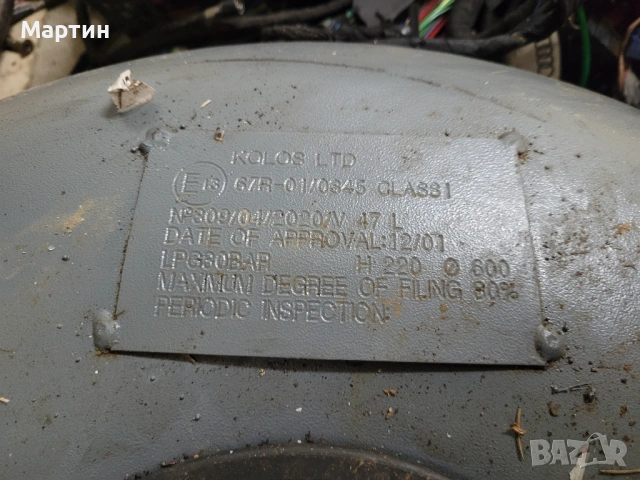 Мартин
KOLOS LTD
E13 67R-01/0345 CLASS1
Nº309/04/2020/V 47 L
DATE OF APPROVAL:12/01
LPG30BAR H 220 Ø 600
MAXIMUM DEGREE OF FILING 80%
PERIODIC INSPECTION:
BAZAR